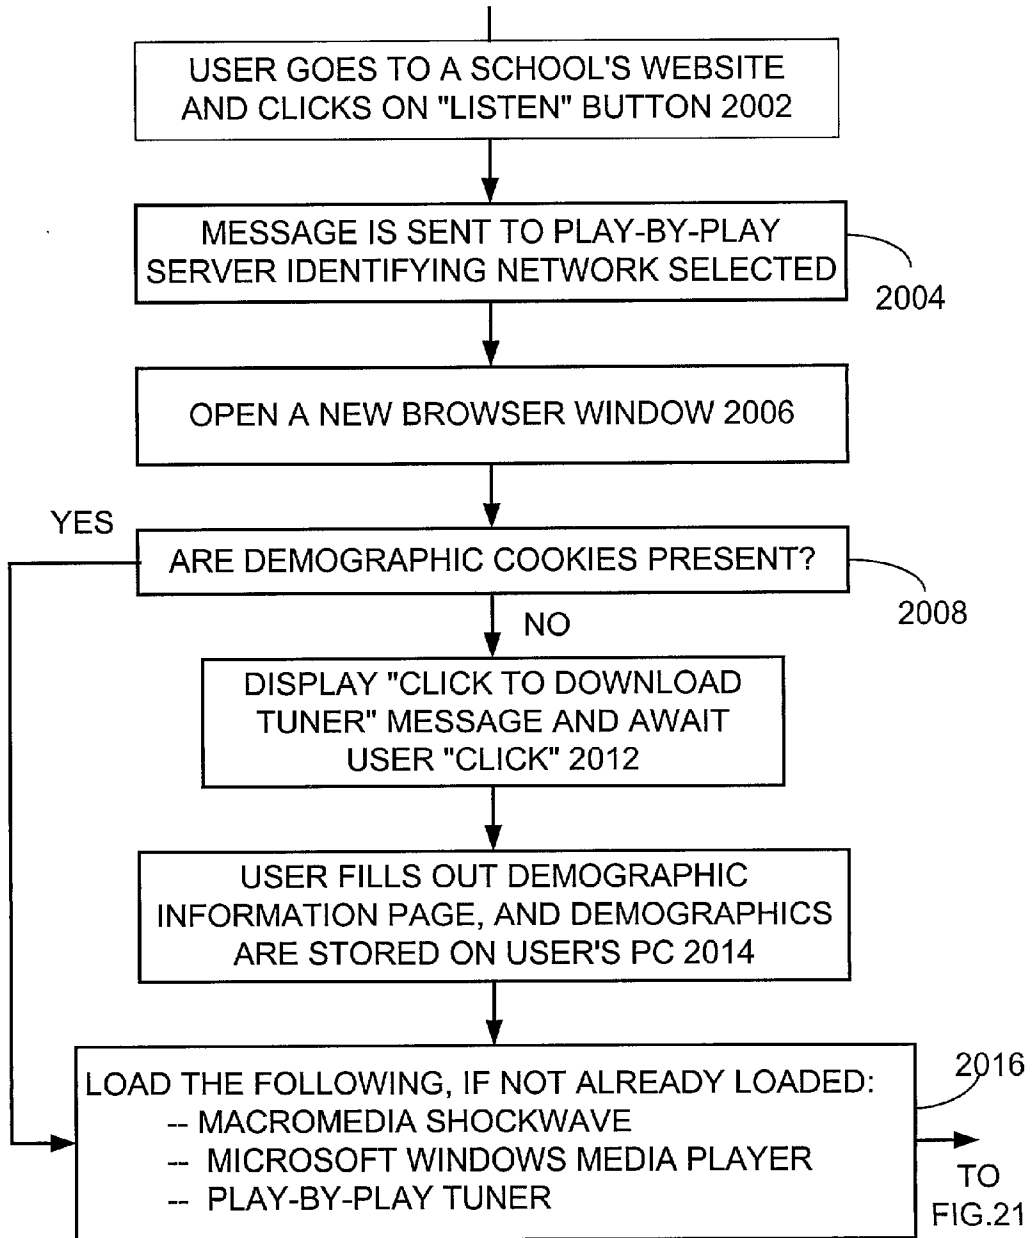 USER GOES TO A SCHOOL'S WEBSITE
AND CLICKS ON "LISTEN" BUTTON 2002
MESSAGE IS SENT TO PLAY-BY-PLAY
SERVER IDENTIFYING NETWORK SELECTED
2004
OPEN A NEW BROWSER WINDOW 2006
YES
ARE DEMOGRAPHIC COOKIES PRESENT?
2008
NO
DISPLAY "CLICK TO DOWNLOAD
TUNER" MESSAGE AND AWAIT
USER "CLICK" 2012
USER FILLS OUT DEMOGRAPHIC
INFORMATION PAGE, AND DEMOGRAPHICS
ARE STORED ON USER'S PC 2014
2016
LOAD THE FOLLOWING, IF NOT ALREADY LOADED:
-- MACROMEDIA SHOCKWAVE
-- MICROSOFT WINDOWS MEDIA PLAYER
-- PLAY-BY-PLAY TUNER
TO
FIG.21